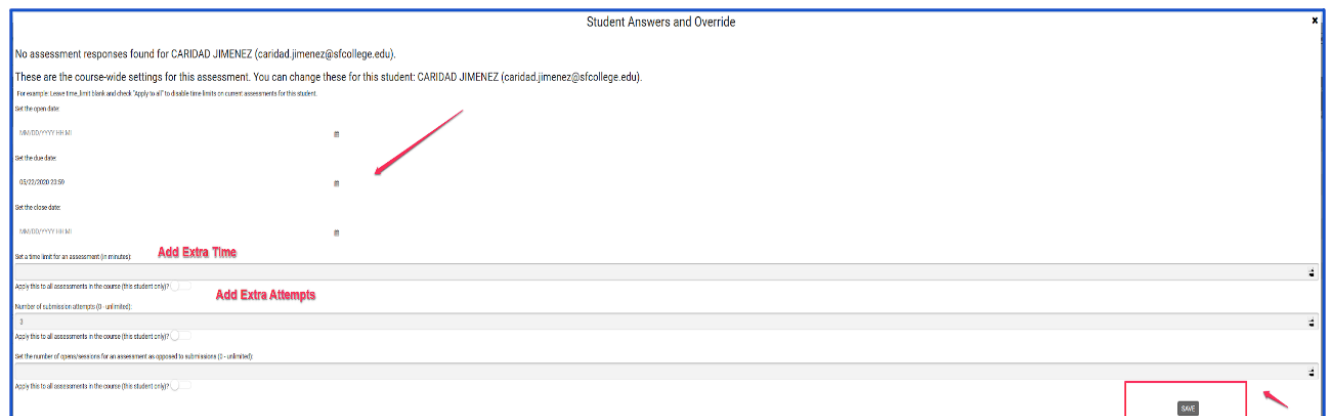 Student Answers and Override
x
No assessment responses found for CARIDAD JIMENEZ (caridad.jimenez@sfcollege.edu).
These are the course-wide settings for this assessment. You can change these for this student: CARIDAD JIMENEZ (caridad.jimenez@sfcollege.edu).
For example: Leave time_limit blank and check "Apply to all" to disable time limits on current assessments for this student.
Set the open date:
MM/DD/YYYY HH:MI
Set the due date:
05/22/2020 23:59
Set the close date:
MM/DD/YYYY HH:MI
Set a time limit for an assessment (in minutes):
Add Extra Time
Apply this to all assessments in the course (this student only)?
Add Extra Attempts
Number of submission attempts (0 - unlimited):
Apply this to all assessments in the course (this student only)?
Set the number of opens/sessions for an assessment as opposed to submissions (0 - unlimited):
Apply this to all assessments in the course (this student only)?
SAVE